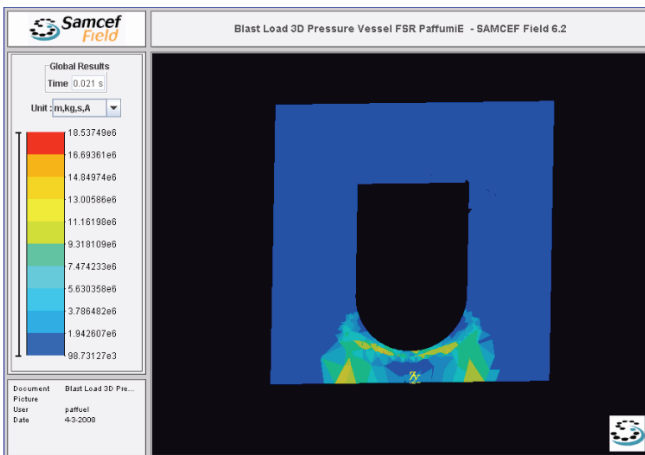 Samcef
Field
Blast Load 3D Pressure Vessel FSR PaffumiE - SAMCEF Field 6.2
Global Results
Time 0.021 s
Unit : m,kg,s,A
18.53749e6
16.69361e6
14.84974e6
13.00586e6
11.16198e6
9.318109e6
7.474233e6
5.630358e6
3.786482e6
1.942607e6
98.73127e3
Document Blast Load 3D Pre...
Picture
User paffuel
Date 4-3-2008